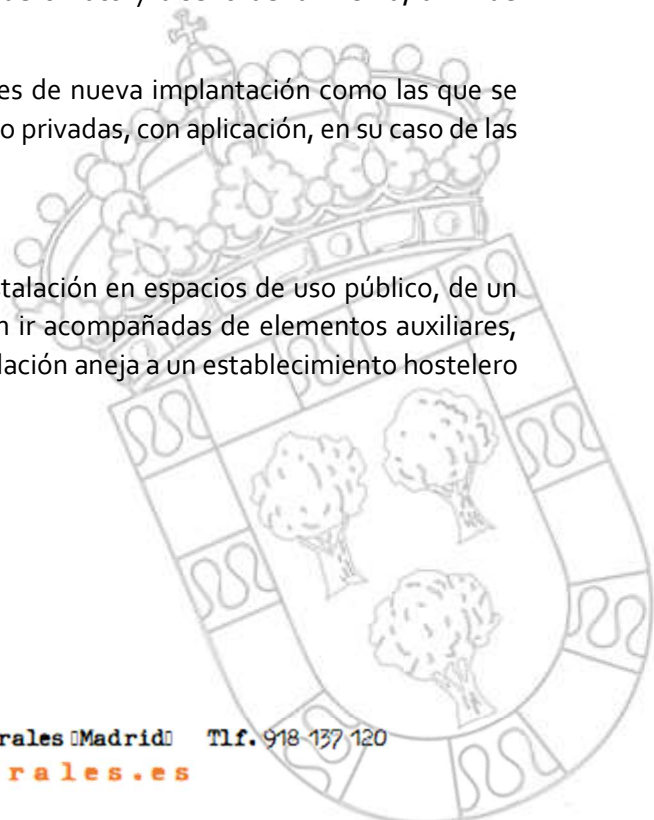 es de nueva implantación como las que se
o privadas, con aplicación, en su caso de las
talación en espacios de uso público, de un
n ir acompañadas de elementos auxiliares,
lación aneja a un establecimiento hostelero
rales Madrid Tlf. 918 137 120
rales.es